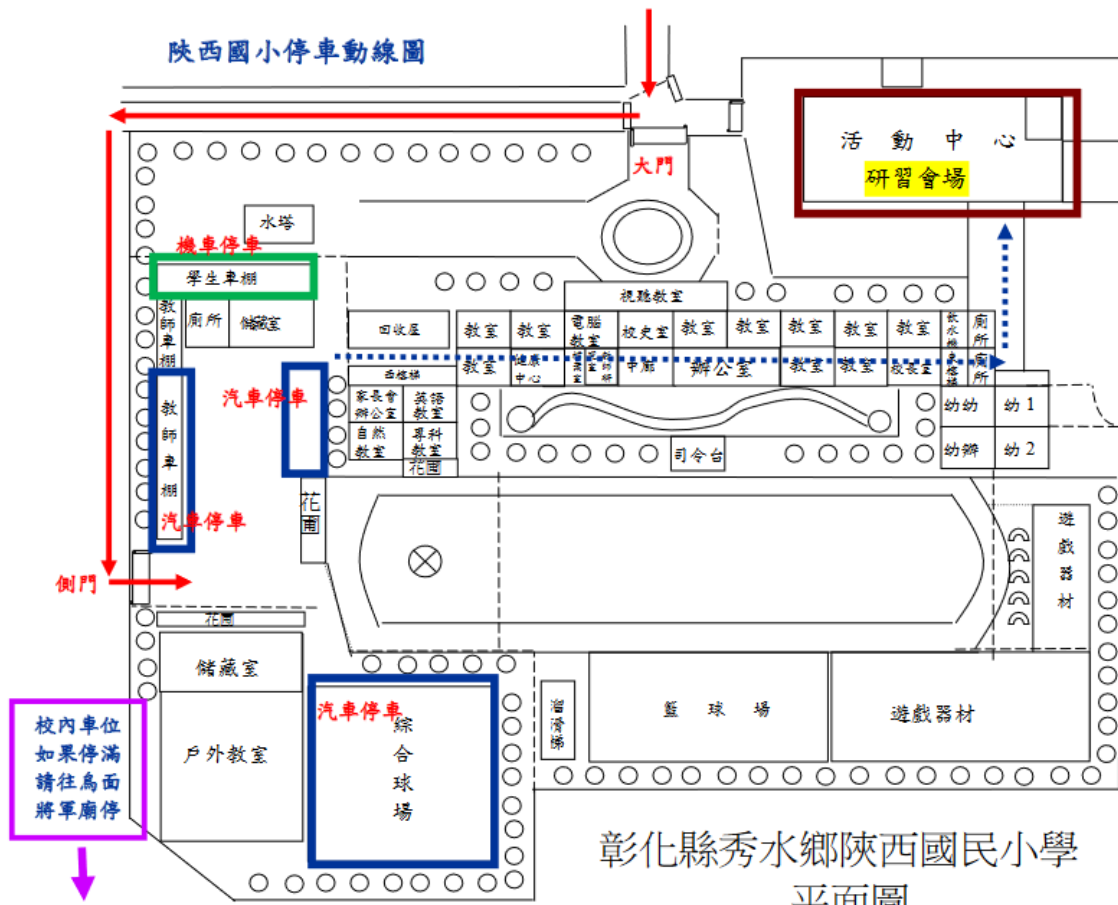 陝西國小停車動線圖
大門
活動中心
研習會場
水塔
機車停車
學生車棚
教師車棚
廁所
儲藏室
回收屋
視聽教室
教室
教室
電腦教室
校史室
教室
教室
教室
教室
教室
飲水機
廁所
西樓梯
教室
健康中心
中廊
辦公室
教室
教室
校長室
東樓梯
廁所
汽車停車
家長會辦公室
英語教室
自然教室
專科教室
花圃
司令台
幼幼
幼1
幼辦
幼2
教師車棚
汽車停車
花圃
遊戲器材
側門
花圃
儲藏室
戶外教室
汽車停車
綜合球場
溜滑梯
籃球場
遊戲器材
校內車位
如果停滿
請往烏面
將軍廟停
彰化縣秀水鄉陝西國民小學
平面圖